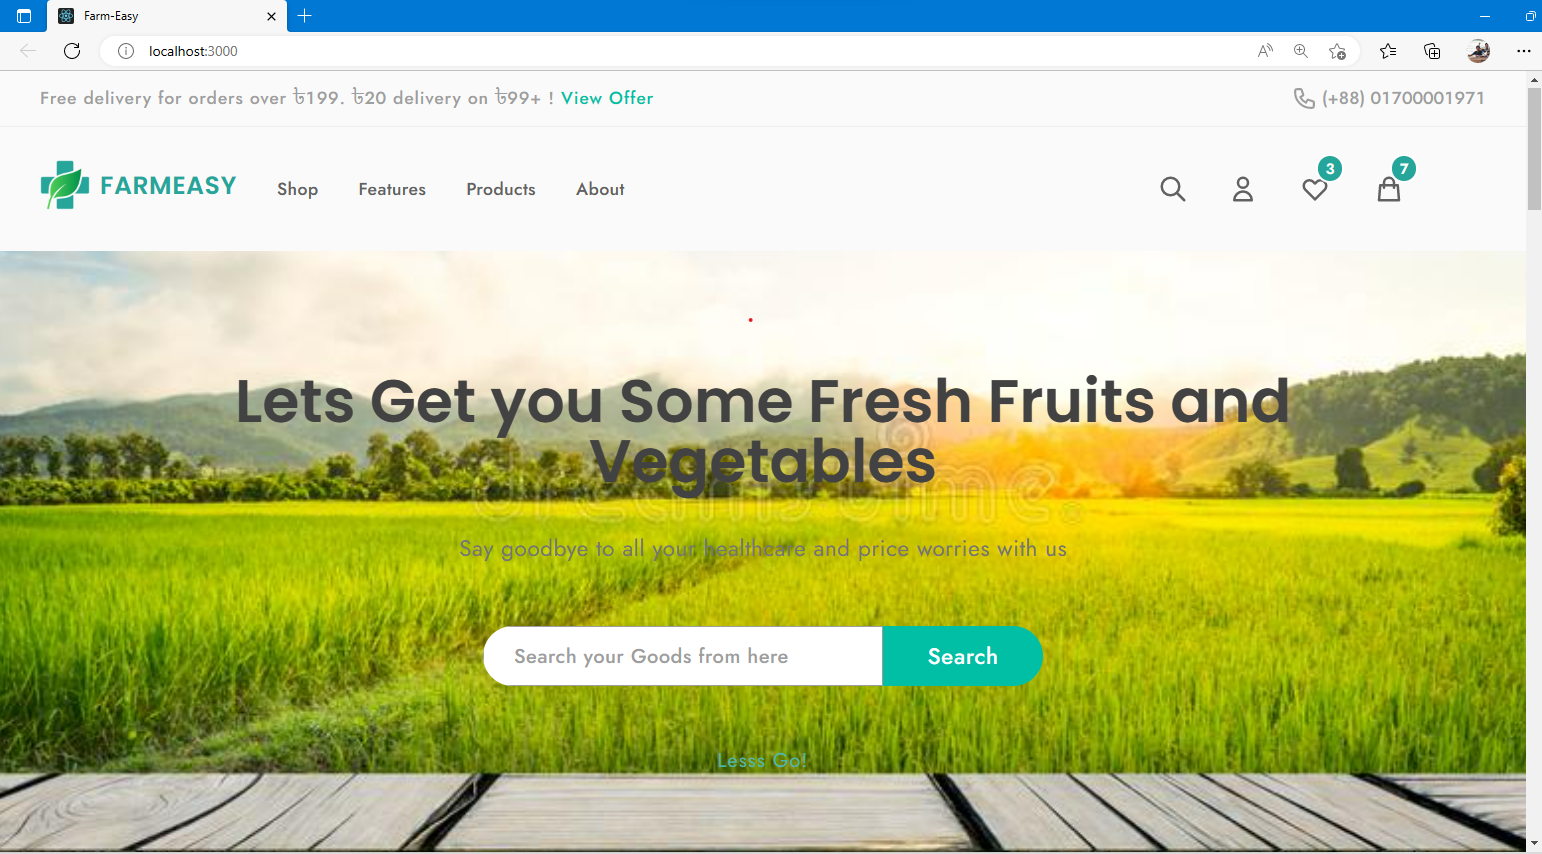 Farm-Easy
localhost:3000
Free delivery for orders over ৳199. ৳20 delivery on ৳99+ ! View Offer
(+88) 01700001971
FARMEASY
Shop
Features
Products
About
3
7
Lets Get you Some Fresh Fruits and
Vegetables
dreamstime.
Say goodbye to all your healthcare and price worries with us
Search your Goods from here
Search
Lesss Go!